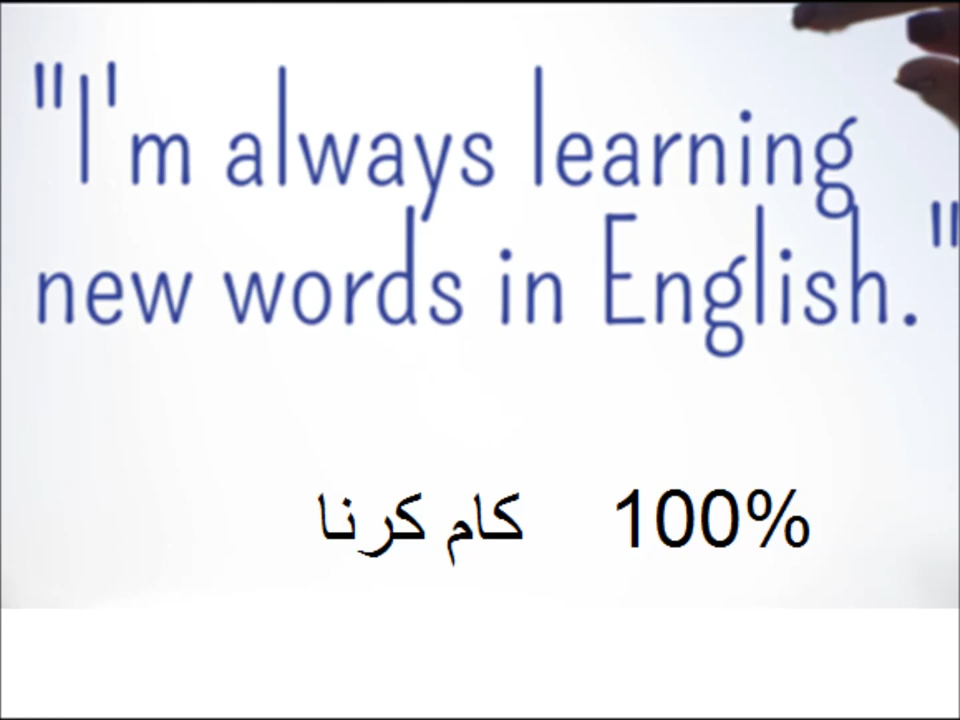 "I'm always learning
new words in English."
100% کام کرنا